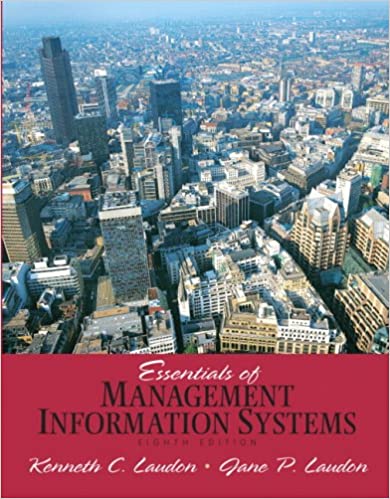 Essentials of
MANAGEMENT
INFORMATION SYSTEMS
EIGHTH EDITION
Kenneth C. Laudon • Jane P. Laudon